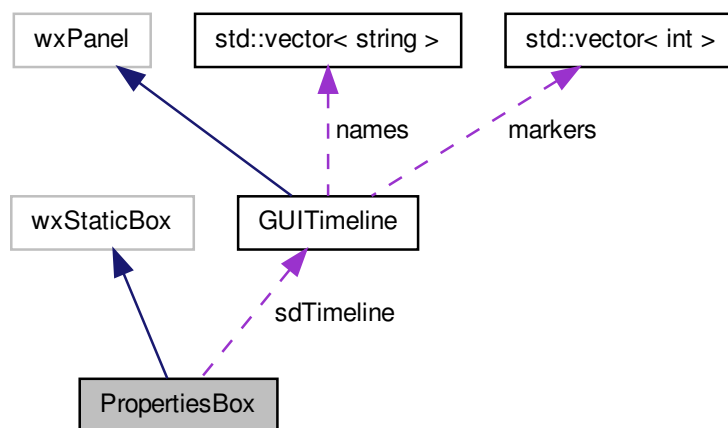 wxPanel
std::vector< string >
std::vector< int >
names
markers
wxStaticBox
GUITimeline
sdTimeline
PropertiesBox